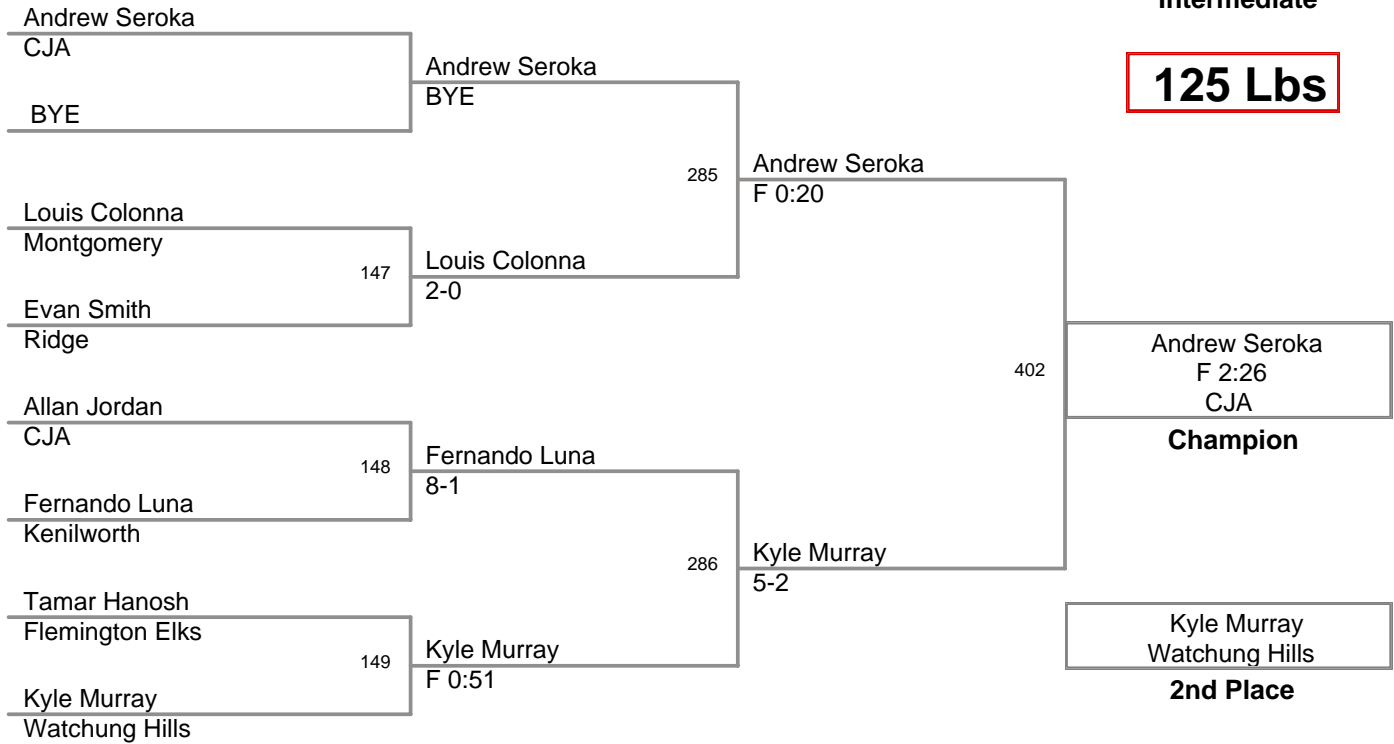 Intermediate
125 Lbs
Andrew Seroka
CJA
BYE
Louis Colonna
Montgomery
147
Evan Smith
Ridge
Allan Jordan
CJA
148
Fernando Luna
Kenilworth
Tamar Hanosh
Flemington Elks
149
Kyle Murray
Watchung Hills
Andrew Seroka
BYE
285
Louis Colonna
2-0
Fernando Luna
8-1
286
Kyle Murray
F 0:51
Andrew Seroka
F 0:20
402
Kyle Murray
5-2
Andrew Seroka
F 2:26
CJA
Champion
Kyle Murray
Watchung Hills
2nd Place